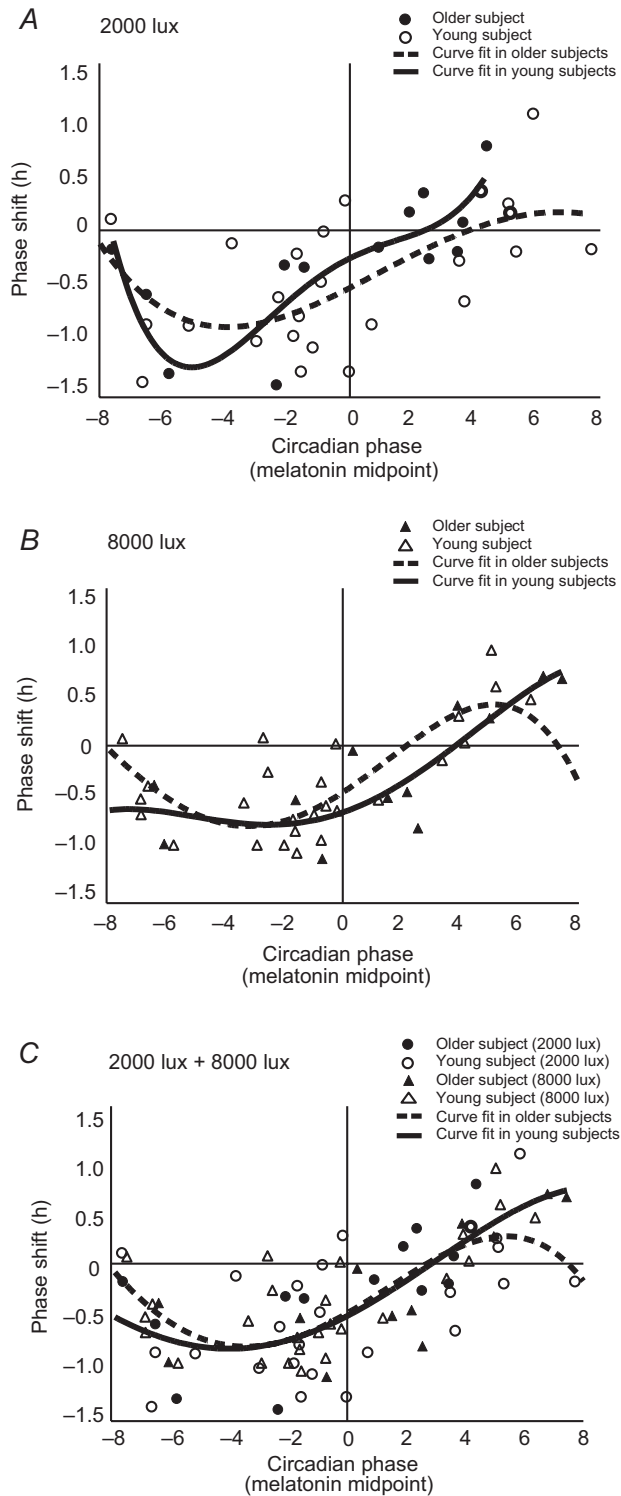 A
2000 lux
Older subject
Young subject
Curve fit in older subjects
Curve fit in young subjects
1.5
1.0
0.5
0
–0.5
–1.0
–1.5
Phase shift (h)
–8 –6 –4 –2 0 2 4 6 8
Circadian phase
(melatonin midpoint)
B
8000 lux
Older subject
Young subject
Curve fit in older subjects
Curve fit in young subjects
1.5
1.0
0.5
0
–0.5
–1.0
–1.5
Phase shift (h)
–8 –6 –4 –2 0 2 4 6 8
Circadian phase
(melatonin midpoint)
C
2000 lux + 8000 lux
Older subject (2000 lux)
Young subject (2000 lux)
Older subject (8000 lux)
Young subject (8000 lux)
Curve fit in older subjects
Curve fit in young subjects
1.5
1.0
0.5
0
–0.5
–1.0
–1.5
Phase shift (h)
–8 –6 –4 –2 0 2 4 6 8
Circadian phase
(melatonin midpoint)